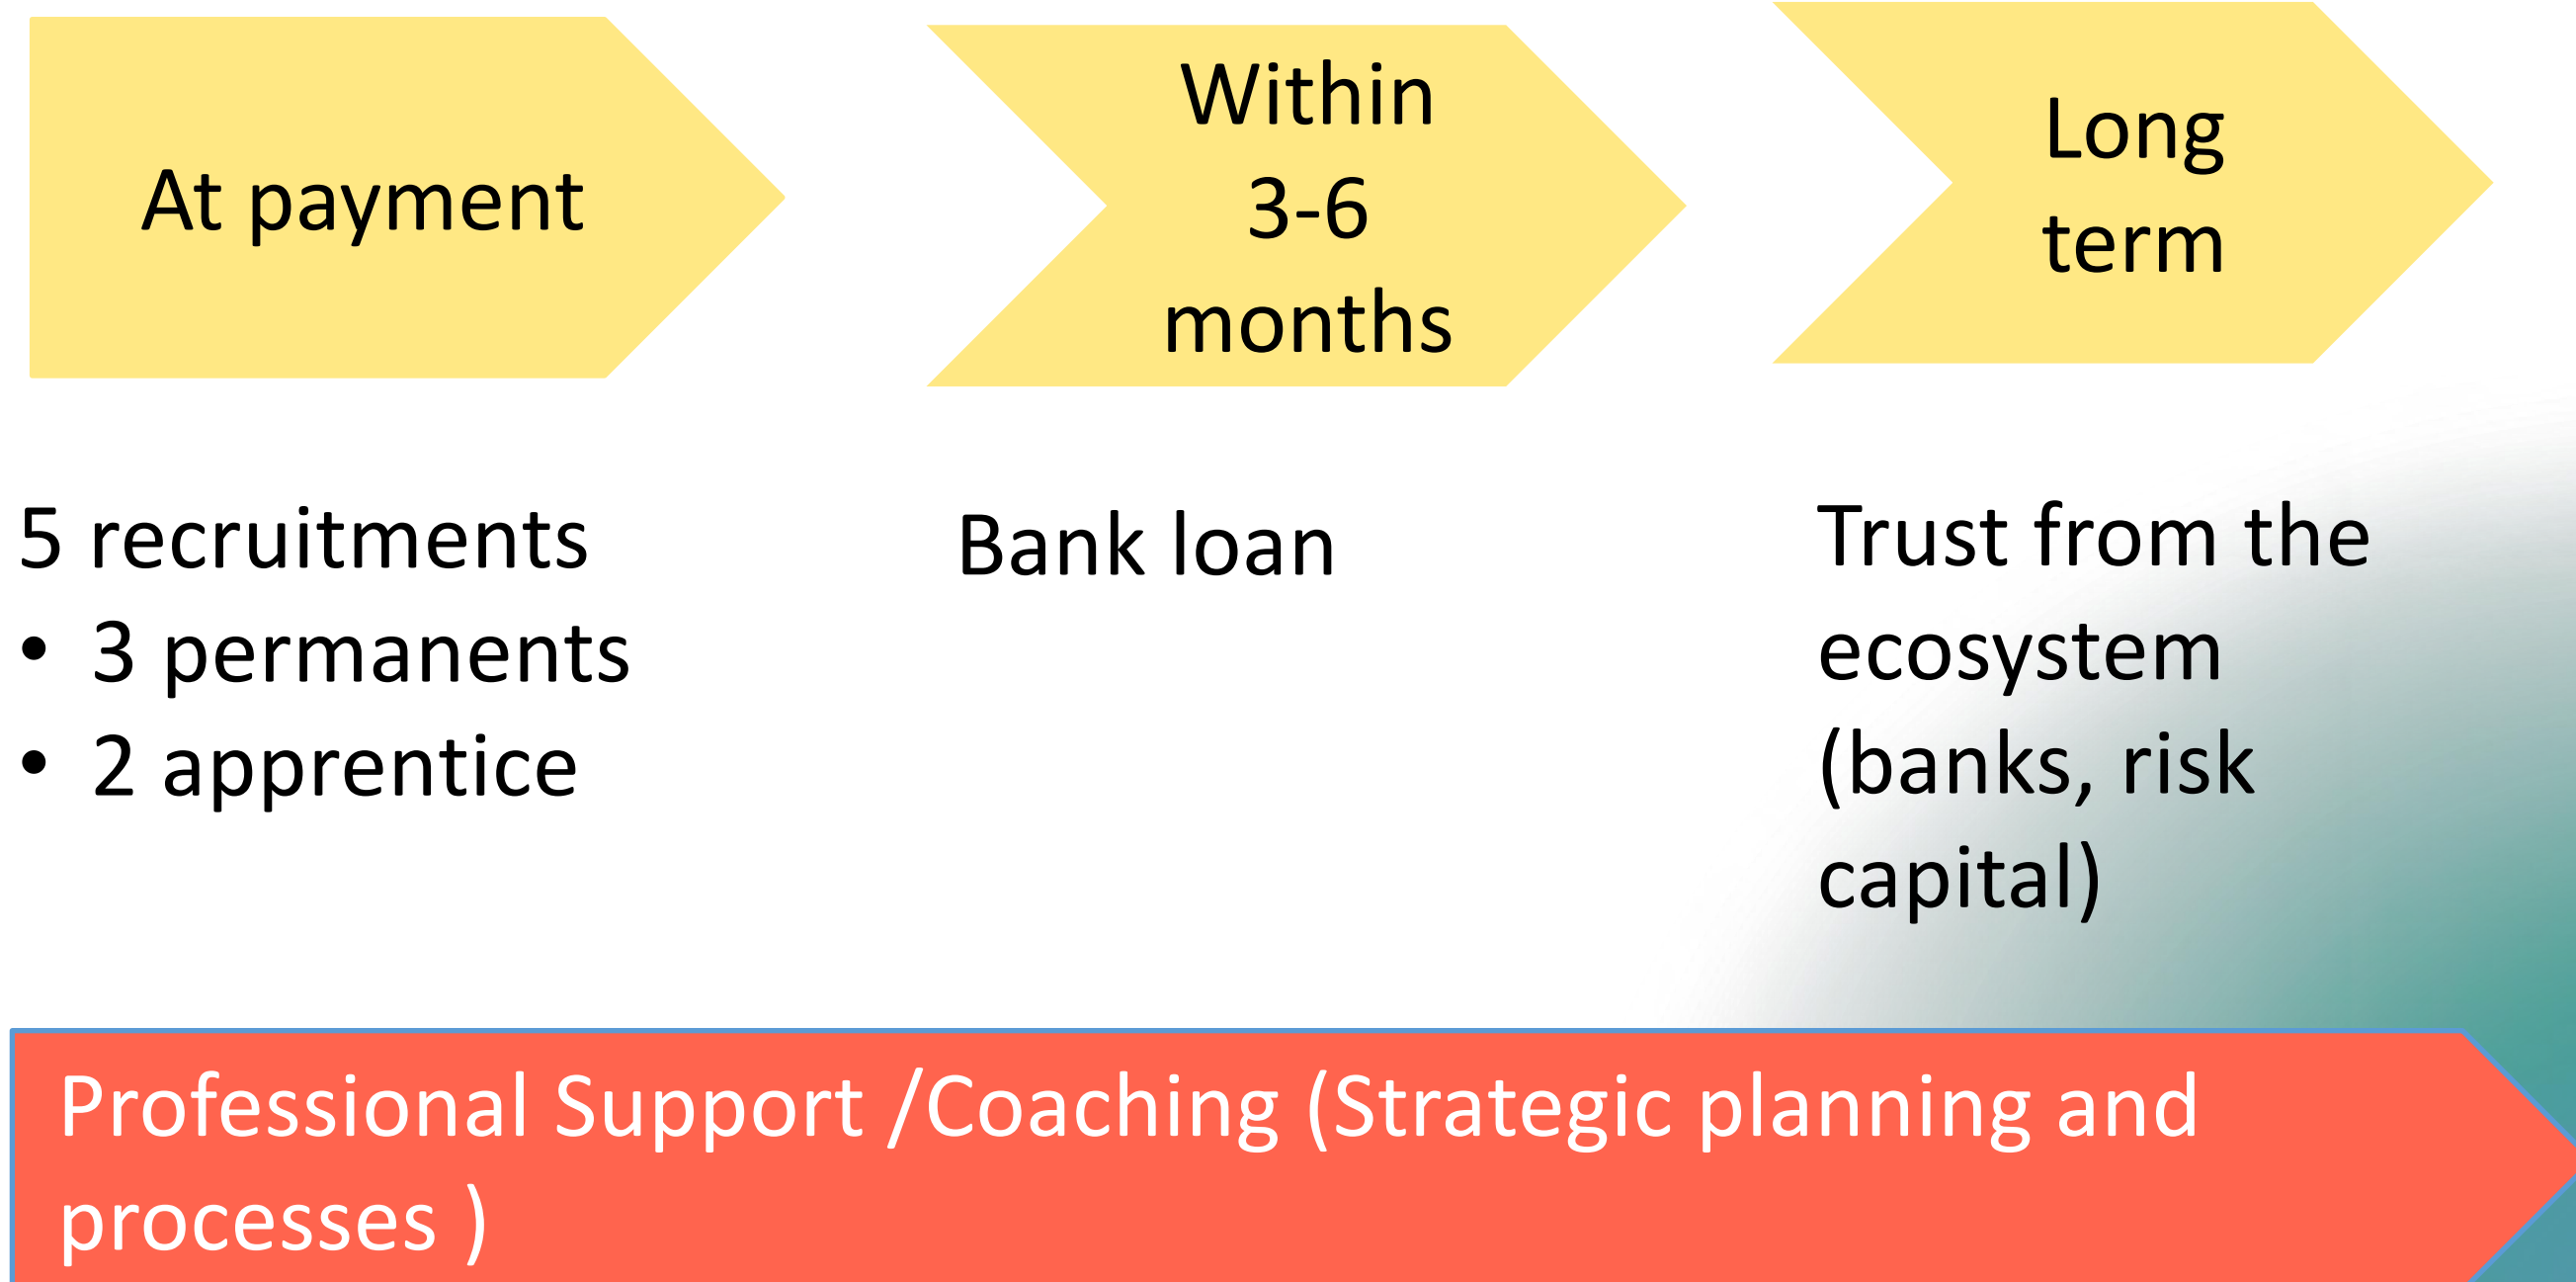 At payment
Within
3-6
months
Long
term
5 recruitments
• 3 permanents
• 2 apprentice
Bank loan
Trust from the
ecosystem
(banks, risk
capital)
Professional Support /Coaching (Strategic planning and
processes )